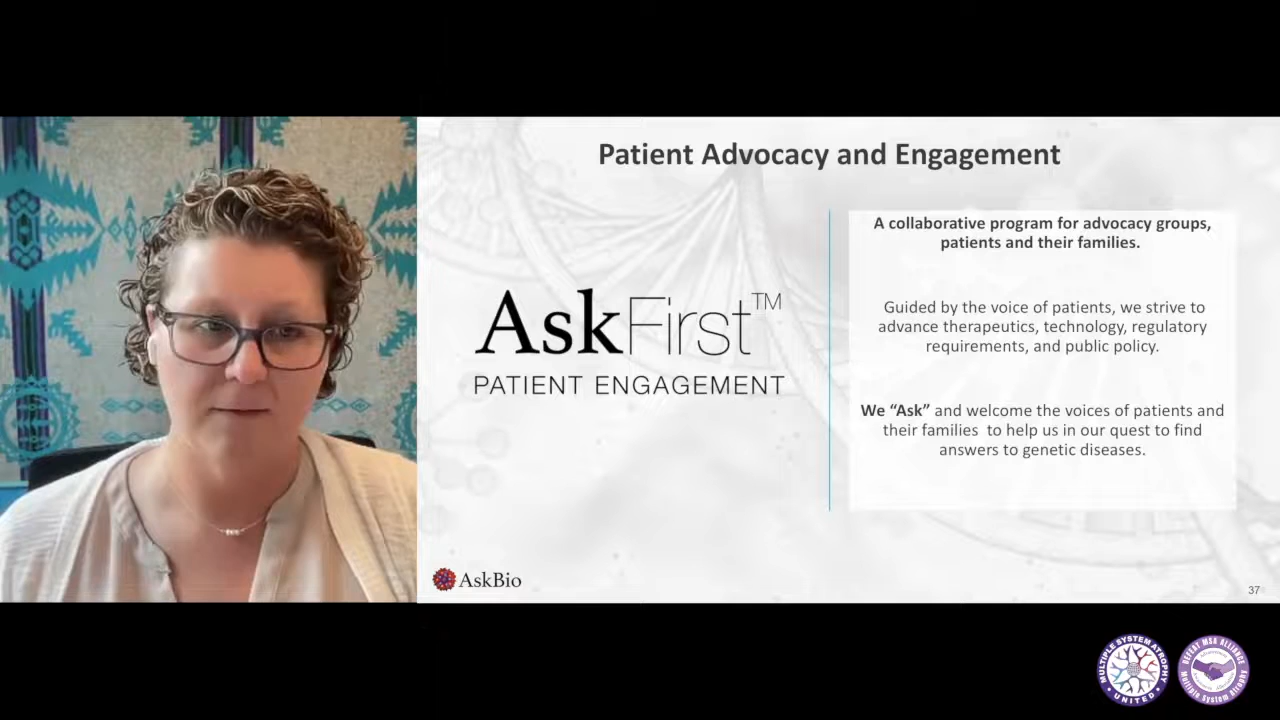 Patient Advocacy and Engagement
AskFirst™
PATIENT ENGAGEMENT
A collaborative program for advocacy groups,
patients and their families.
Guided by the voice of patients, we strive to
advance therapeutics, technology, regulatory
requirements, and public policy.
We “Ask” and welcome the voices of patients and
their families to help us in our quest to find
answers to genetic diseases.
AskBio
37
MULTIPLE SYSTEM ATROPHY
UNITED
DEFEAT MSA ALLIANCE
Multiple System Atrophy